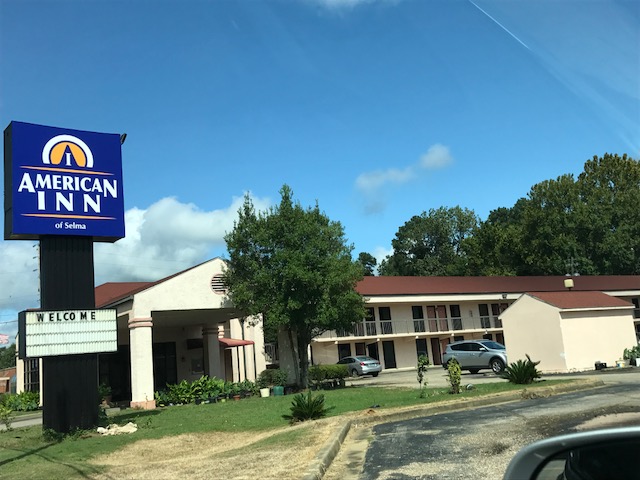 I
AMERICAN
INN
of Selma
WELCOME